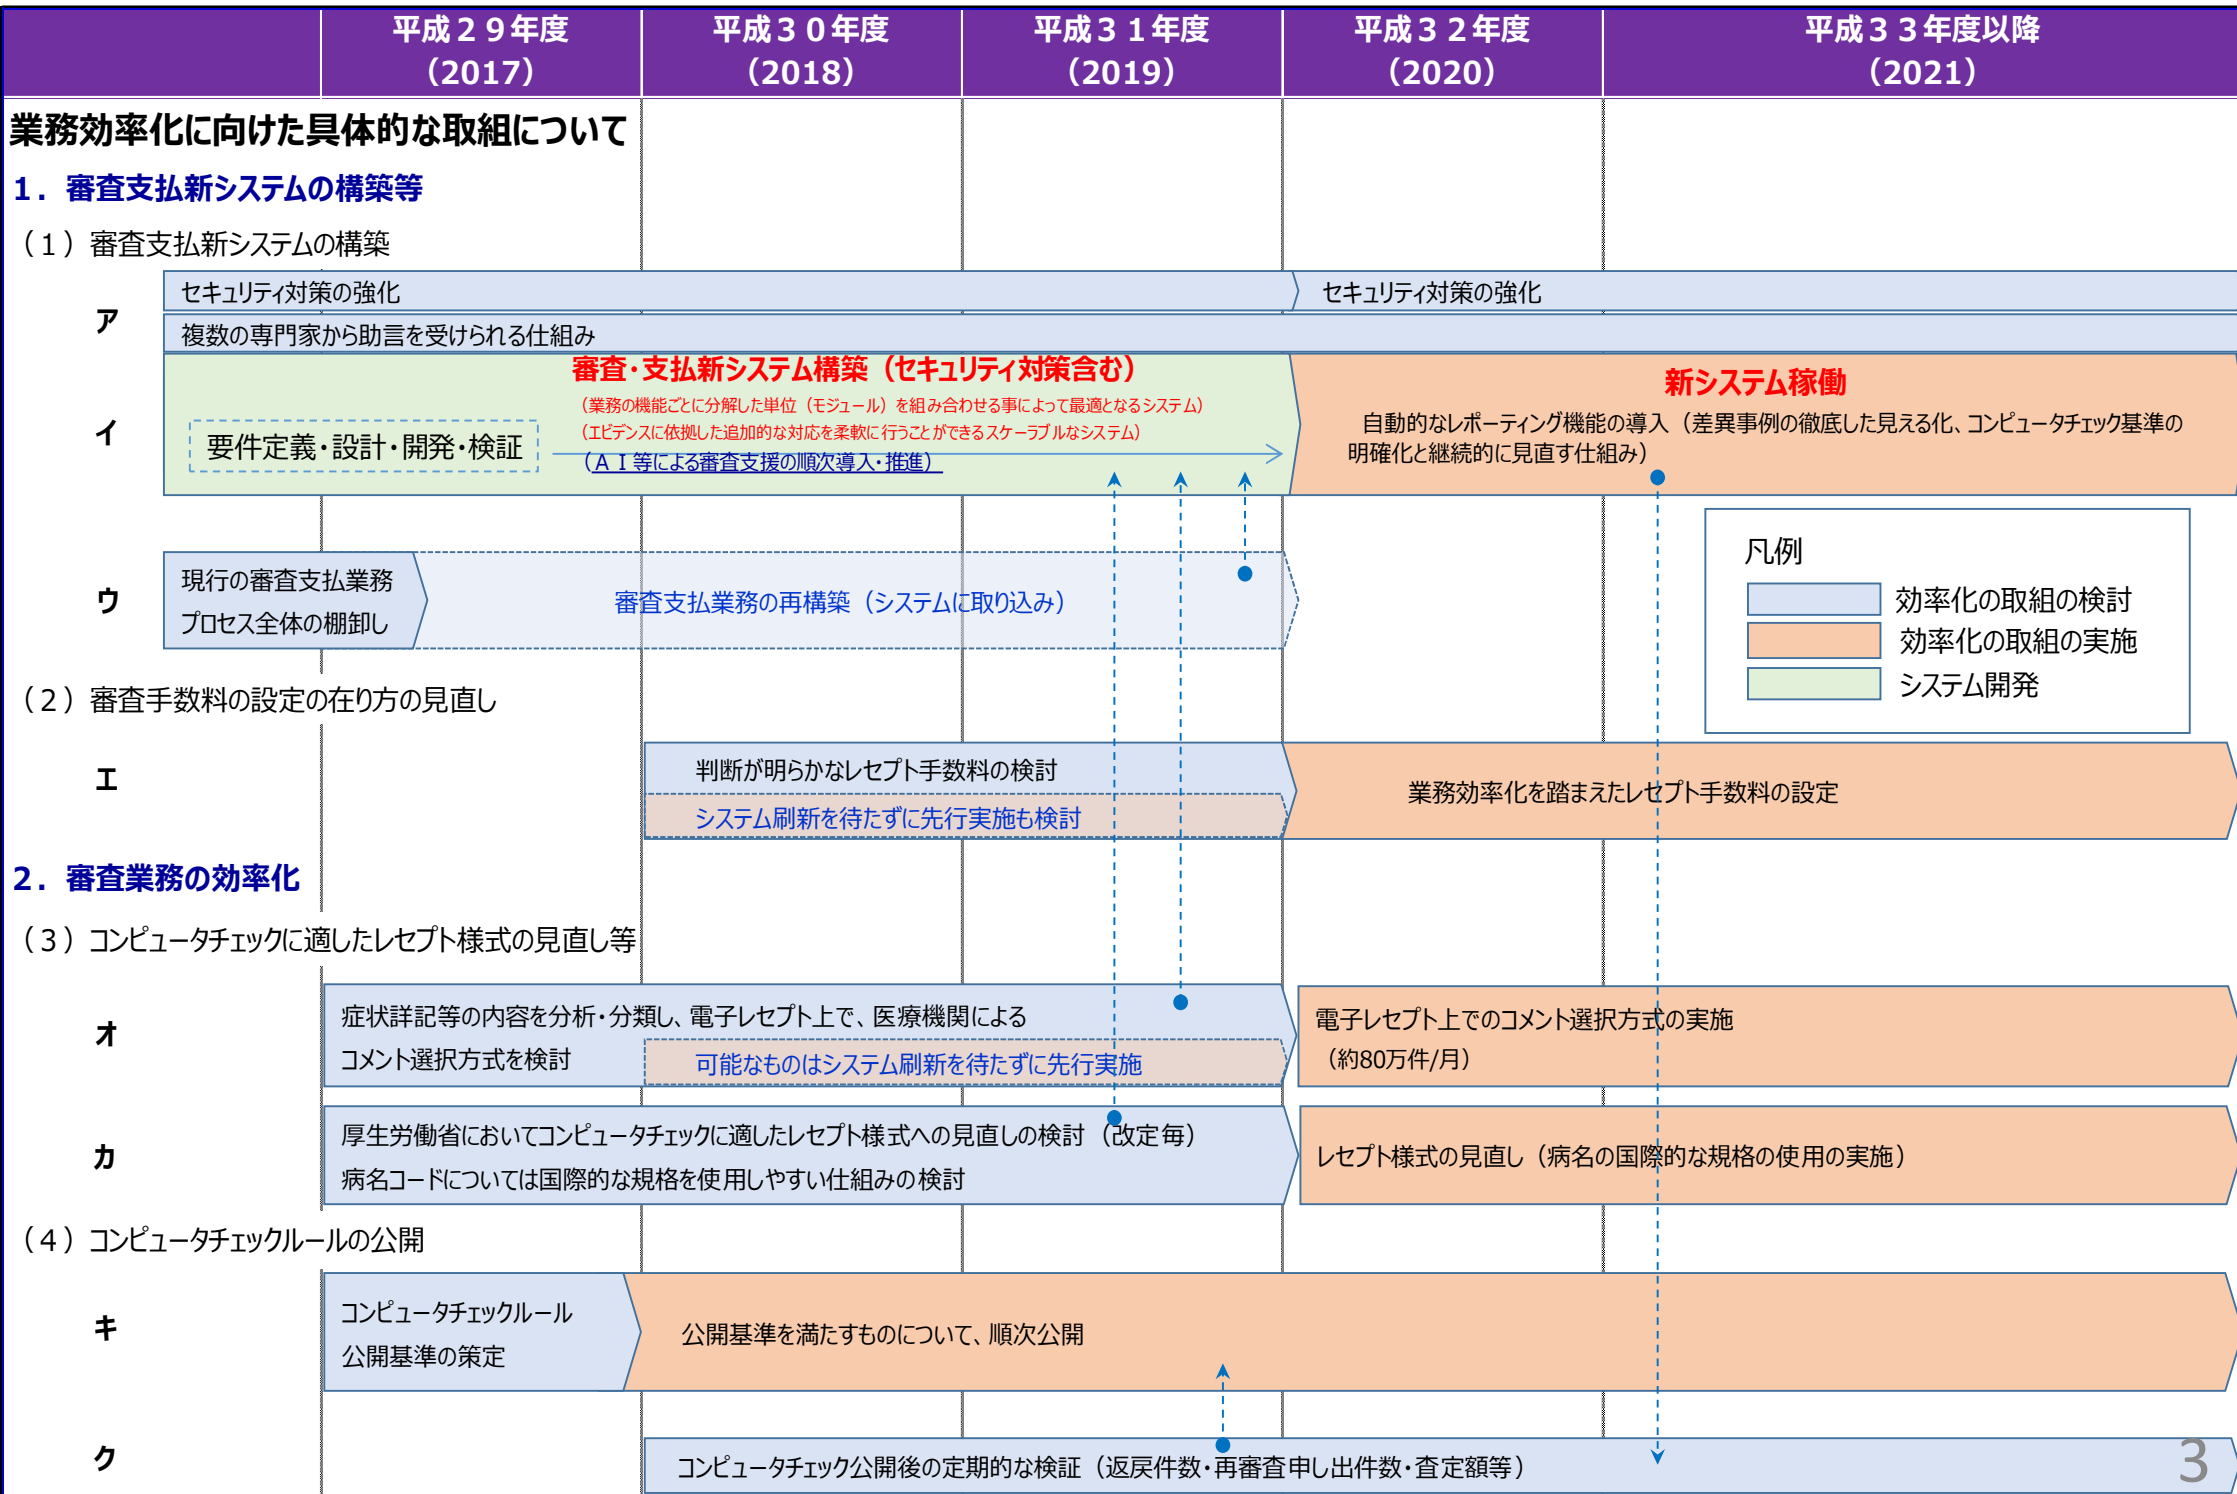 平成２９年度
（2017）
平成３０年度
（2018）
平成３１年度
（2019）
平成３２年度
（2020）
平成３３年度以降
（2021）
業務効率化に向けた具体的な取組について
１．審査支払新システムの構築等
（１）審査支払新システムの構築
ア
セキュリティ対策の強化
セキュリティ対策の強化
複数の専門家から助言を受けられる仕組み
イ
審査・支払新システム構築（セキュリティ対策含む）
（業務の機能ごとに分解した単位（モジュール）を組み合わせる事によって最適となるシステム）
（エビデンスに依拠した追加的な対応を柔軟に行うことができるスケーラブルなシステム）
（ＡＩ等による審査支援の順次導入・推進）
要件定義・設計・開発・検証
新システム稼働
自動的なレポーティング機能の導入（差異事例の徹底した見える化、コンピュータチェック基準の
明確化と継続的に見直す仕組み）
ウ
現行の審査支払業務
プロセス全体の棚卸し
審査支払業務の再構築（システムに取り込み）
凡例
効率化の取組の検討
効率化の取組の実施
システム開発
（２）審査手数料の設定の在り方の見直し
エ
判断が明らかなレセプト手数料の検討
システム刷新を待たずに先行実施も検討
業務効率化を踏まえたレセプト手数料の設定
２．審査業務の効率化
（３）コンピュータチェックに適したレセプト様式の見直し等
オ
症状詳記等の内容を分析・分類し、電子レセプト上で、医療機関による
コメント選択方式を検討
可能なものはシステム刷新を待たずに先行実施
電子レセプト上でのコメント選択方式の実施
（約80万件/月）
カ
厚生労働省においてコンピュータチェックに適したレセプト様式への見直しの検討（改定毎）
病名コードについては国際的な規格を使用しやすい仕組みの検討
レセプト様式の見直し（病名の国際的な規格の使用の実施）
（４）コンピュータチェックルールの公開
キ
コンピュータチェックルール
公開基準の策定
公開基準を満たすものについて、順次公開
ク
コンピュータチェック公開後の定期的な検証（返戻件数・再審査申し出件数・査定額等）
3